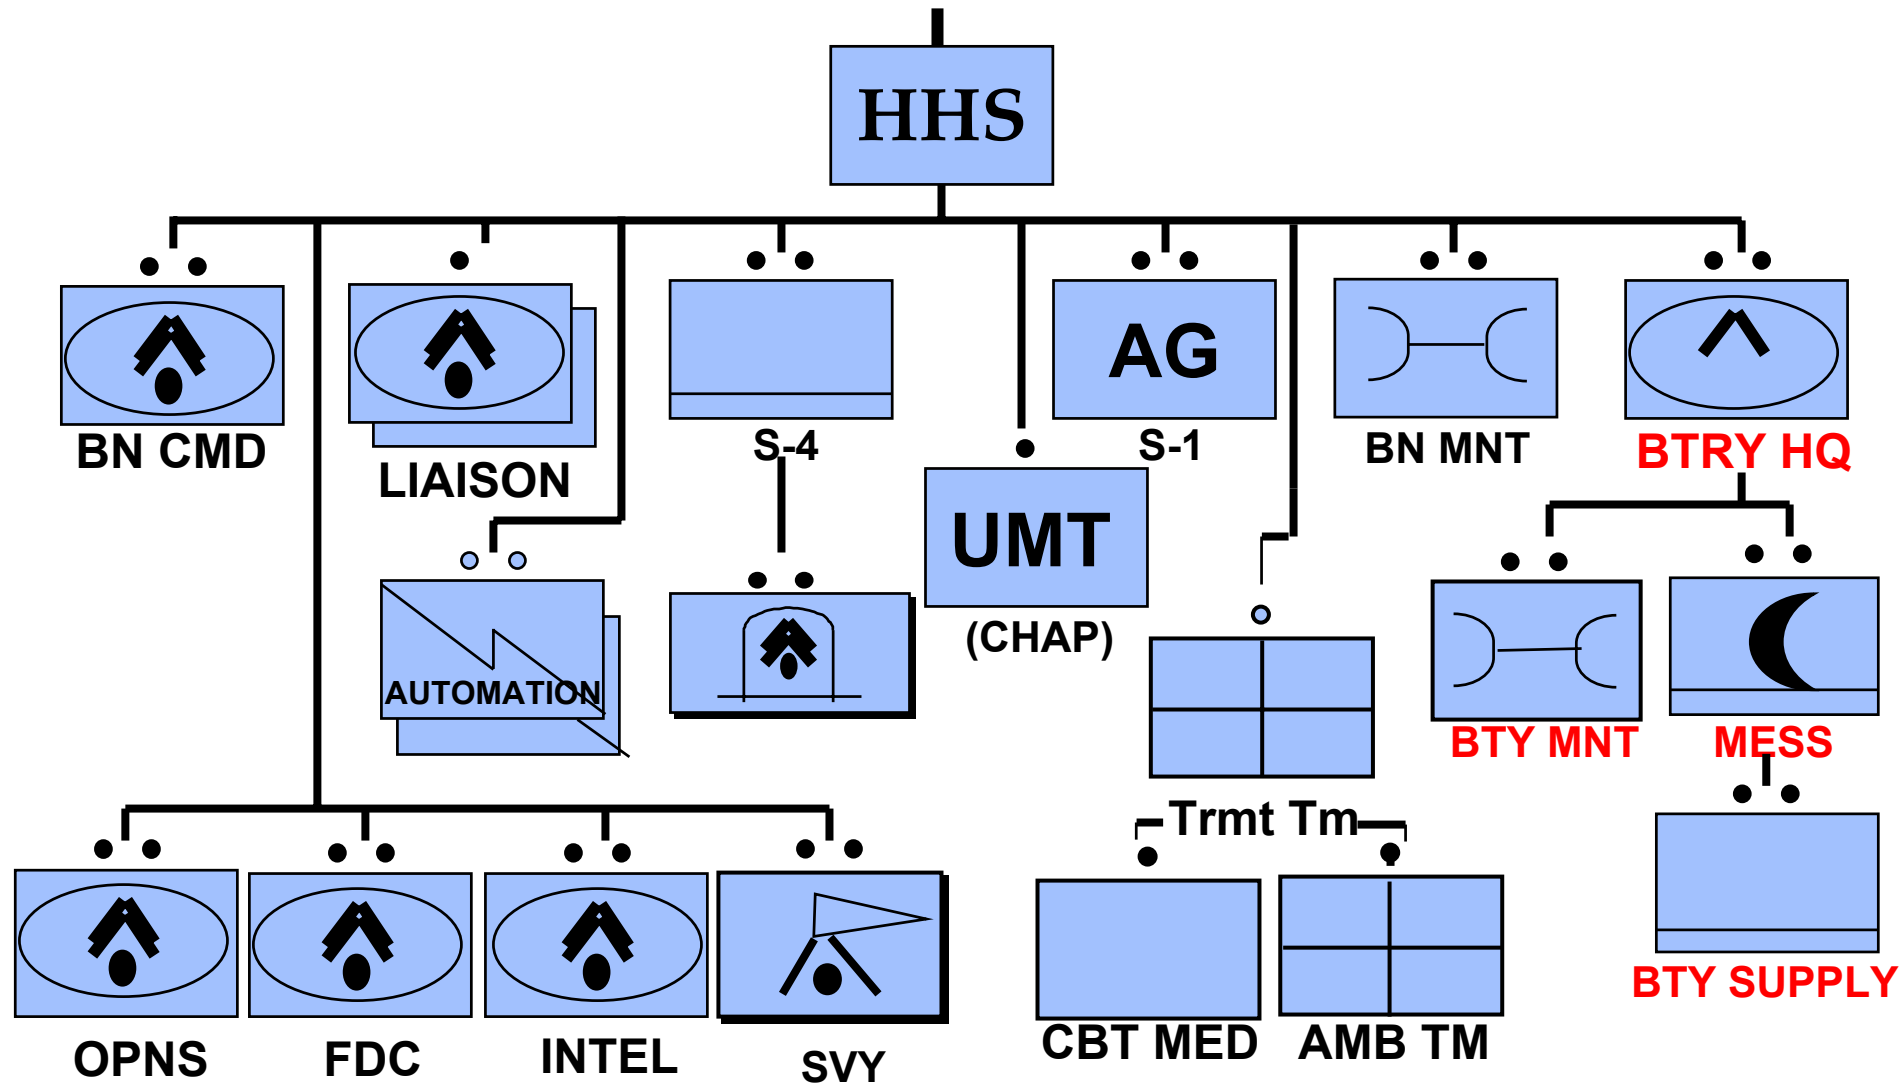 HHS
BN CMD
LIAISON
S-4
AG
S-1
BN MNT
BTRY HQ
UMT
(CHAP)
AUTOMATION
BTY MNT
MESS
Trmt Tm
BTY SUPPLY
OPNS
FDC
INTEL
SVY
CBT MED
AMB TM